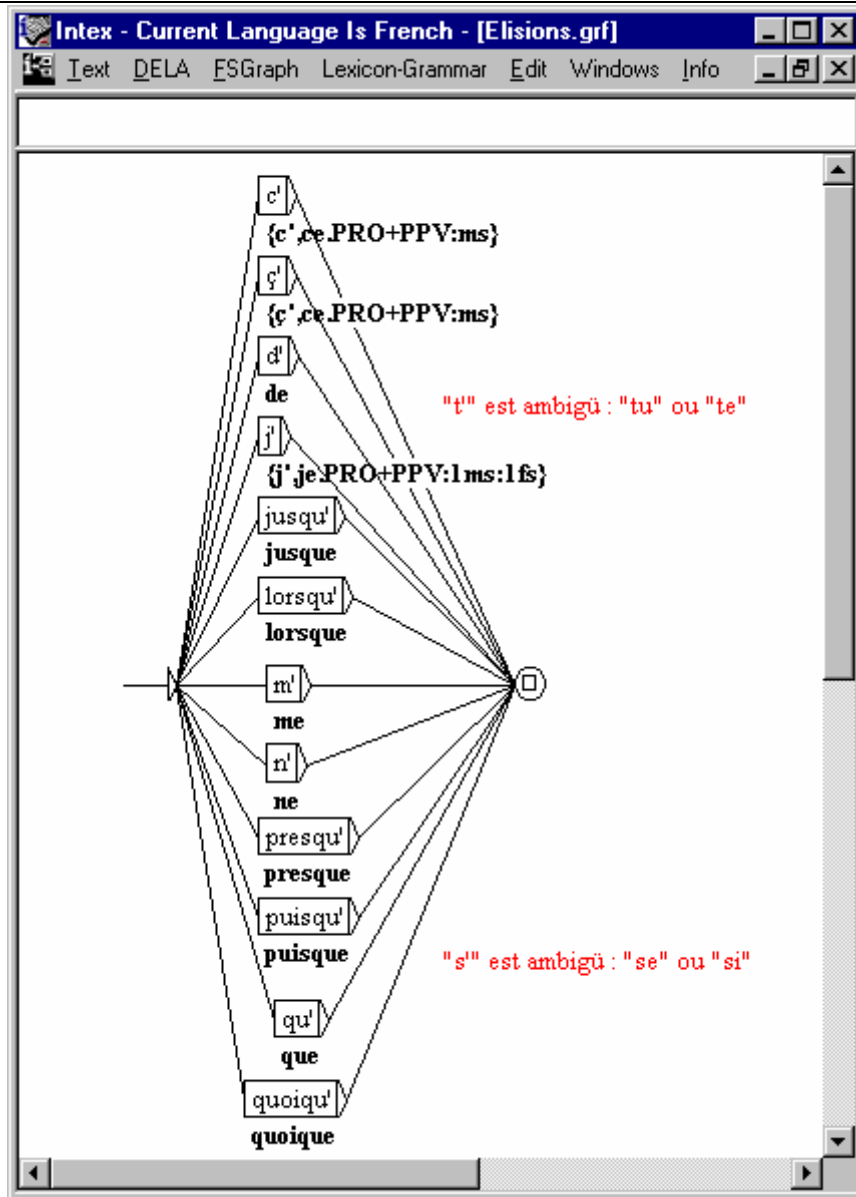 Intex - Current Language Is French - [Elisions.grf]
Text DELA FSGraph Lexicon-Grammar Edit Windows Info
c'
{c',ce.PRO+PPV:ms}
ç'
{ç',ce.PRO+PPV:ms}
d'
de
"t'" est ambigü : "tu" ou "te"
j'
{j',je.PRO+PPV:1ms:1fs}
jusqu'
jusque
lorsqu'
lorsque
m'
me
n'
ne
presqu'
presque
puisqu'
puisque
"s'" est ambigü : "se" ou "si"
qu'
que
quoiqu'
quoique